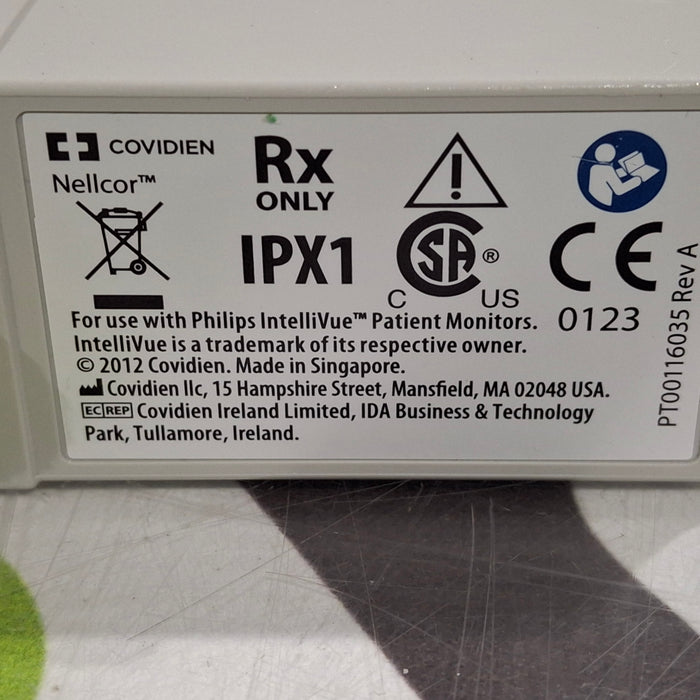 COVIDIEN
Nellcor™
Rx
ONLY
!
IPX1
C SA ® C US
CE
0123
For use with Philips IntelliVue™ Patient Monitors.
IntelliVue is a trademark of its respective owner.
© 2012 Covidien. Made in Singapore.
Covidien llc, 15 Hampshire Street, Mansfield, MA 02048 USA.
EC REP Covidien Ireland Limited, IDA Business & Technology
Park, Tullamore, Ireland.
PT00116035 Rev A